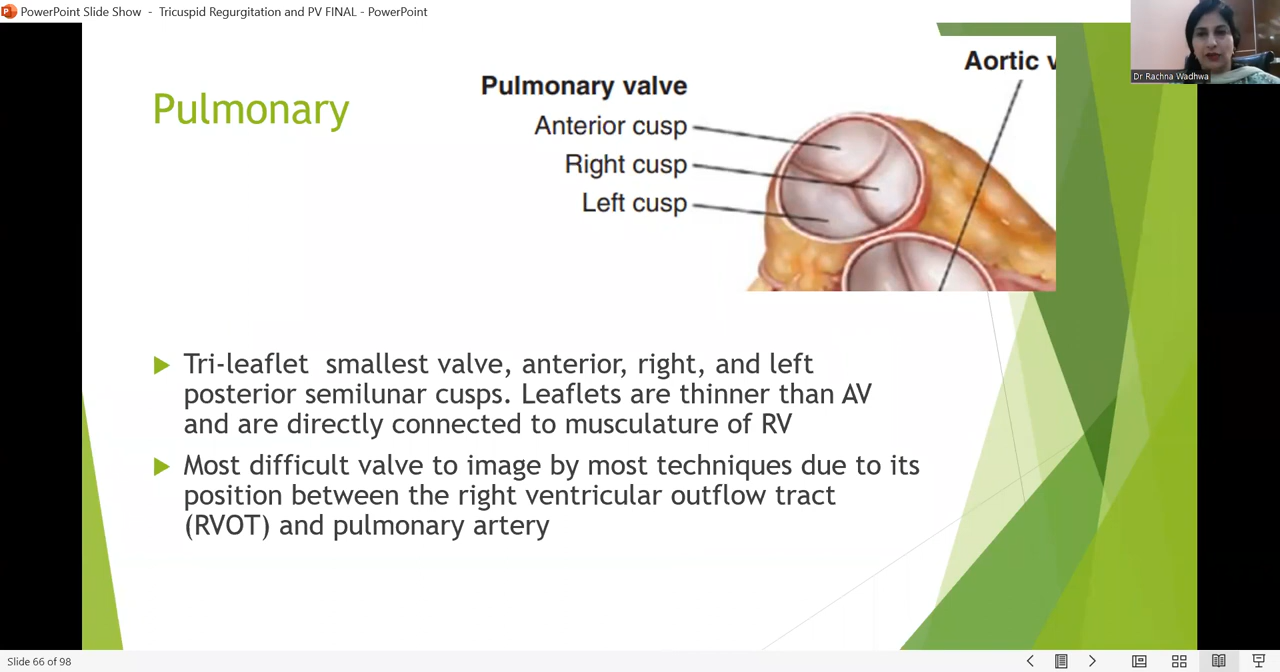 PowerPoint Slide Show - Tricuspid Regurgitation and PV FINAL - PowerPoint
Dr Rachna Wadhwa
Aortic v
Pulmonary valve
Pulmonary
Anterior cusp
Right cusp
Left cusp
Tri-leaflet smallest valve, anterior, right, and left
posterior semilunar cusps. Leaflets are thinner than AV
and are directly connected to musculature of RV
Most difficult valve to image by most techniques due to its
position between the right ventricular outflow tract
(RVOT) and pulmonary artery
Slide 66 of 98